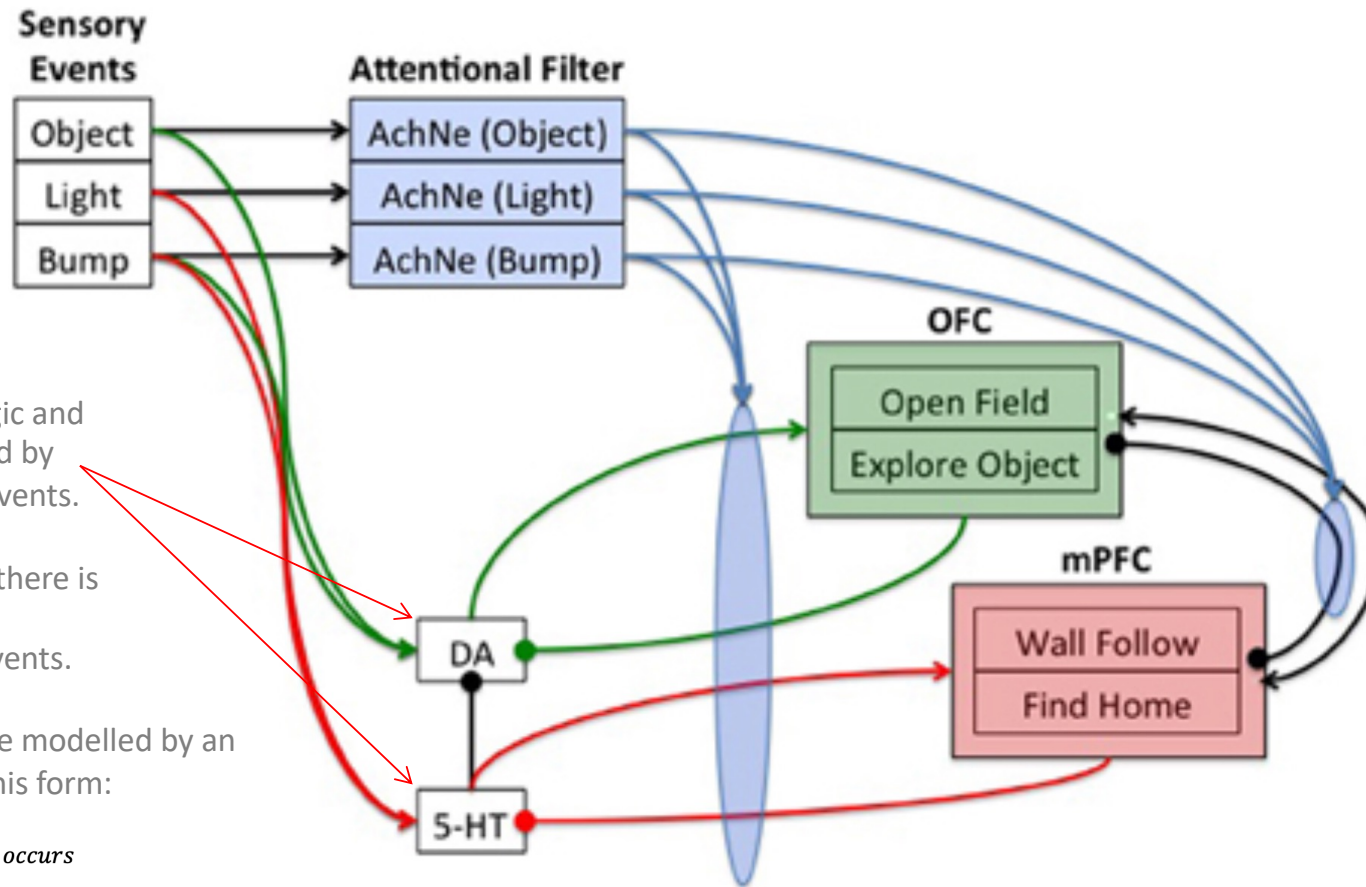 Sensory
Events
Attentional Filter
Object
AchNe (Object)
Light
AchNe (Light)
Bump
AchNe (Bump)
OFC
Open Field
Explore Object
mPFC
Wall Follow
Find Home
DA
5-HT
and
d by
vents.
there is
vents.
e modelled by an
his form:
occurs